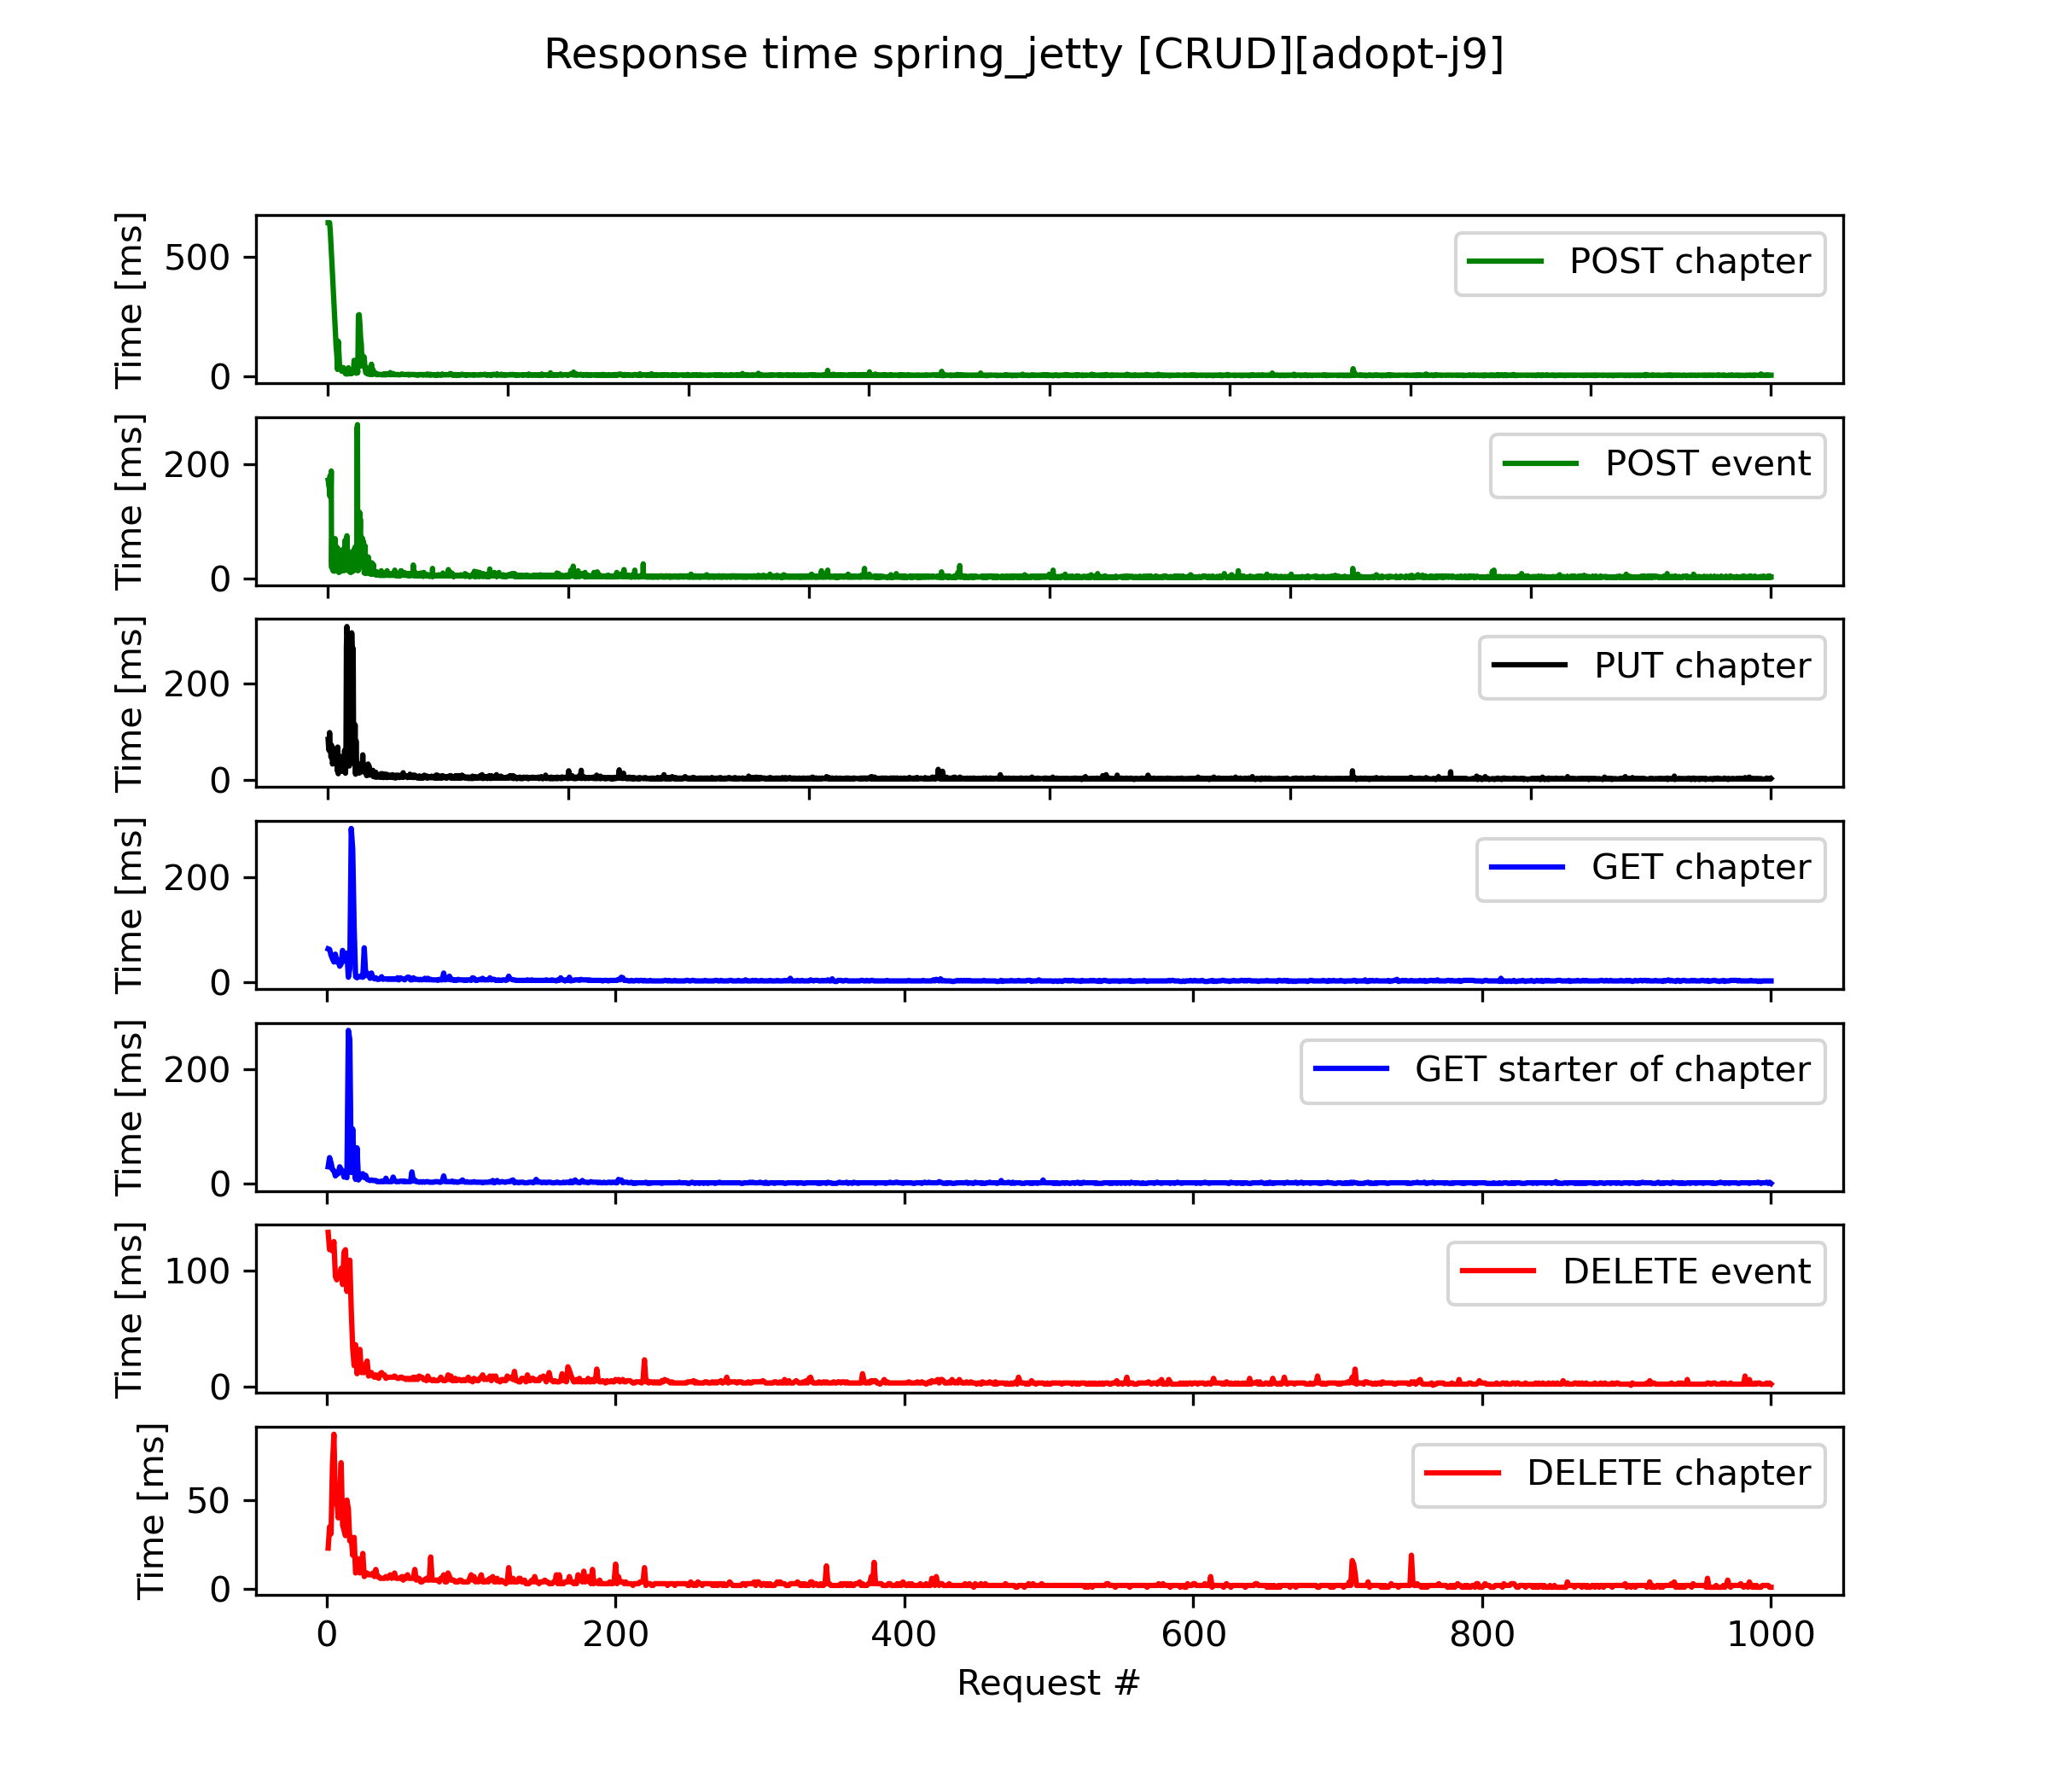 Response time spring_jetty [CRUD][adopt-j9]
Time [ms]
500
0
POST chapter
Time [ms]
200
0
POST event
Time [ms]
200
0
PUT chapter
Time [ms]
200
0
GET chapter
Time [ms]
200
0
GET starter of chapter
Time [ms]
100
0
DELETE event
Time [ms]
50
0
DELETE chapter
0 200 400 600 800 1000
Request #